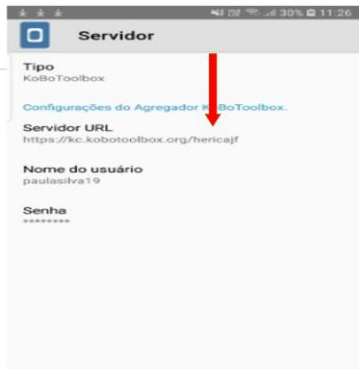 30% 11:26
Servidor
Tipo
KoBoToolbox
Configurações do Agregador KoBoToolbox.
Servidor URL
https://kc.kobotoolbox.org/hericajf
Nome do usuário
paulasilva19
Senha
********